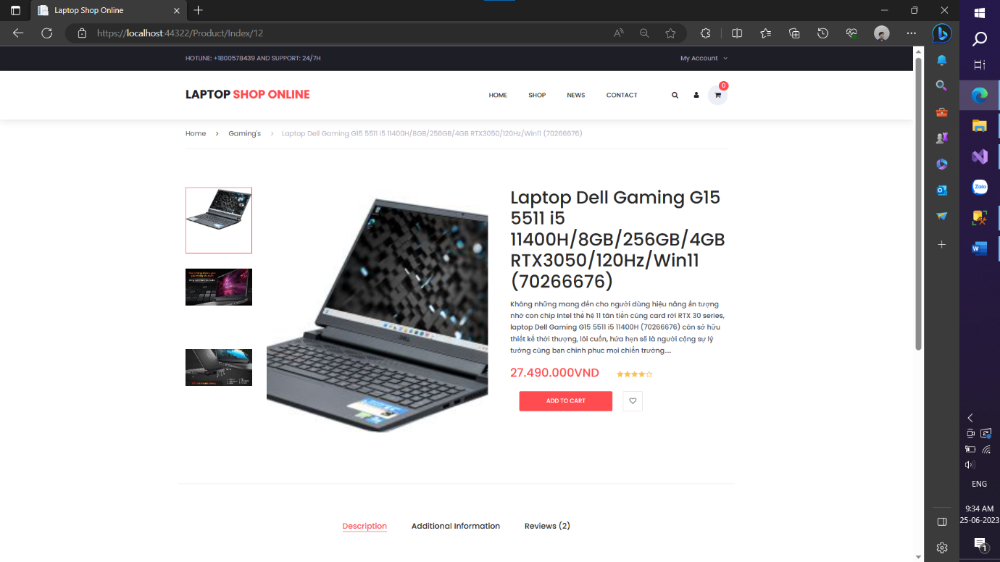 Laptop Shop Online
https://localhost:44322/Product/Index/12
HOTLINE: +1800578439 AND SUPPORT: 24/7H
My Account
LAPTOP SHOP ONLINE
HOME
SHOP
NEWS
CONTACT
0
Home > Gaming's > Laptop Dell Gaming G15 5511 i5 11400H/8GB/256GB/4GB RTX3050/120Hz/Win11 (70266676)
Laptop Dell Gaming G15
5511 i5
11400H/8GB/256GB/4GB
RTX3050/120Hz/Win11
(70266676)
Không những mang đến cho người dùng hiệu năng ấn tượng
nhờ con chip Intel thế hệ 11 tân tiến cùng card rời RTX 30 series,
laptop Dell Gaming G15 5511 i5 11400H (70266676) còn sở hữu
thiết kế thời thượng, lôi cuốn, hứa hẹn sẽ là người cộng sự lý
tưởng cùng bạn chinh phục mọi chiến trường....
27.490.000VND
ADD TO CART
DELL
Description
Additional Information
Reviews (2)
Zalo
ENG
9:34 AM
25-06-2023
1